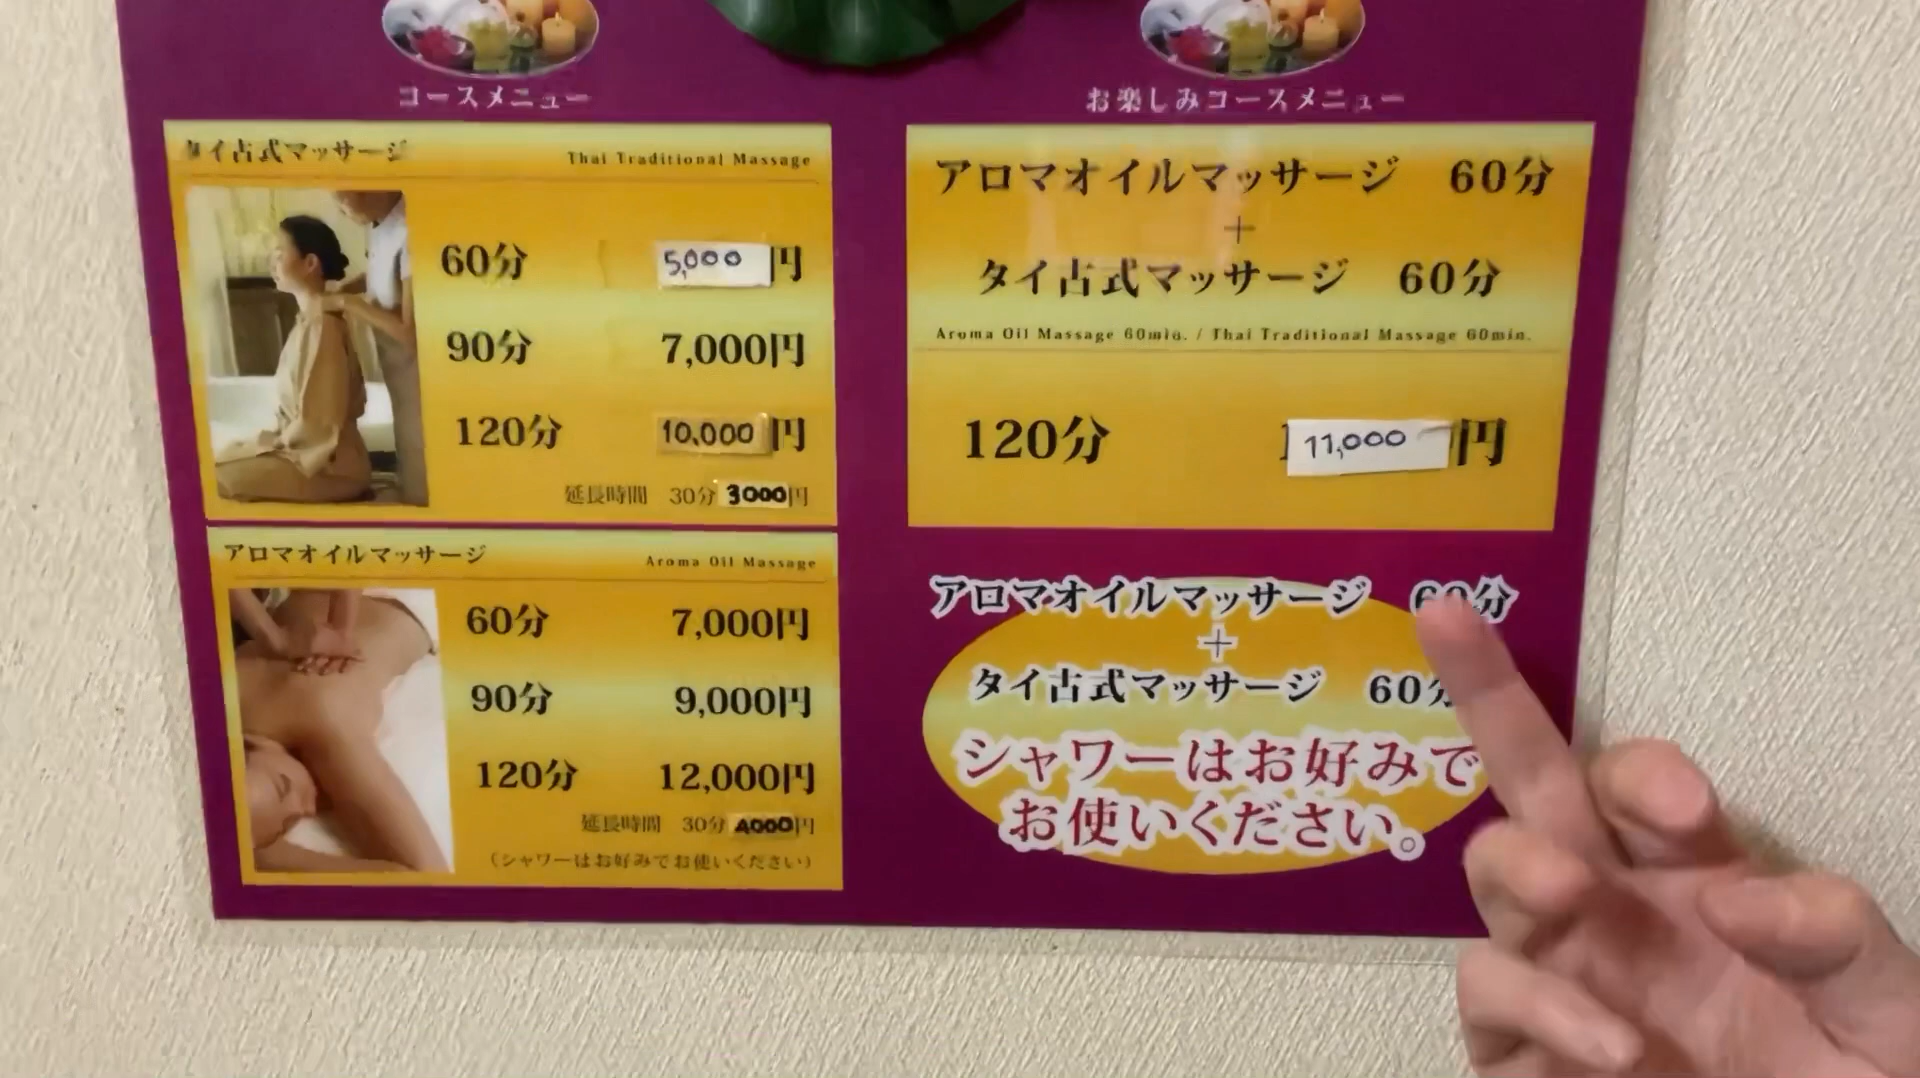 コースメニュー
タイ古式マッサージ
Thai Traditional Massage
60分 5,000円
90分 7,000円
120分 10,000円
延長時間 30分 3000円
アロマオイルマッサージ
Aroma Oil Massage
60分 7,000円
90分 9,000円
120分 12,000円
延長時間 30分 4000円
(シャワーはお好みでお使いください)
お楽しみコースメニュー
アロマオイルマッサージ 60分
+
タイ古式マッサージ 60分
Aroma Oil Massage 60min. / Thai Traditional Massage 60min.
120分 11,000円
アロマオイルマッサージ 60分
+
タイ古式マッサージ 60分
シャワーはお好みで
お使いください。